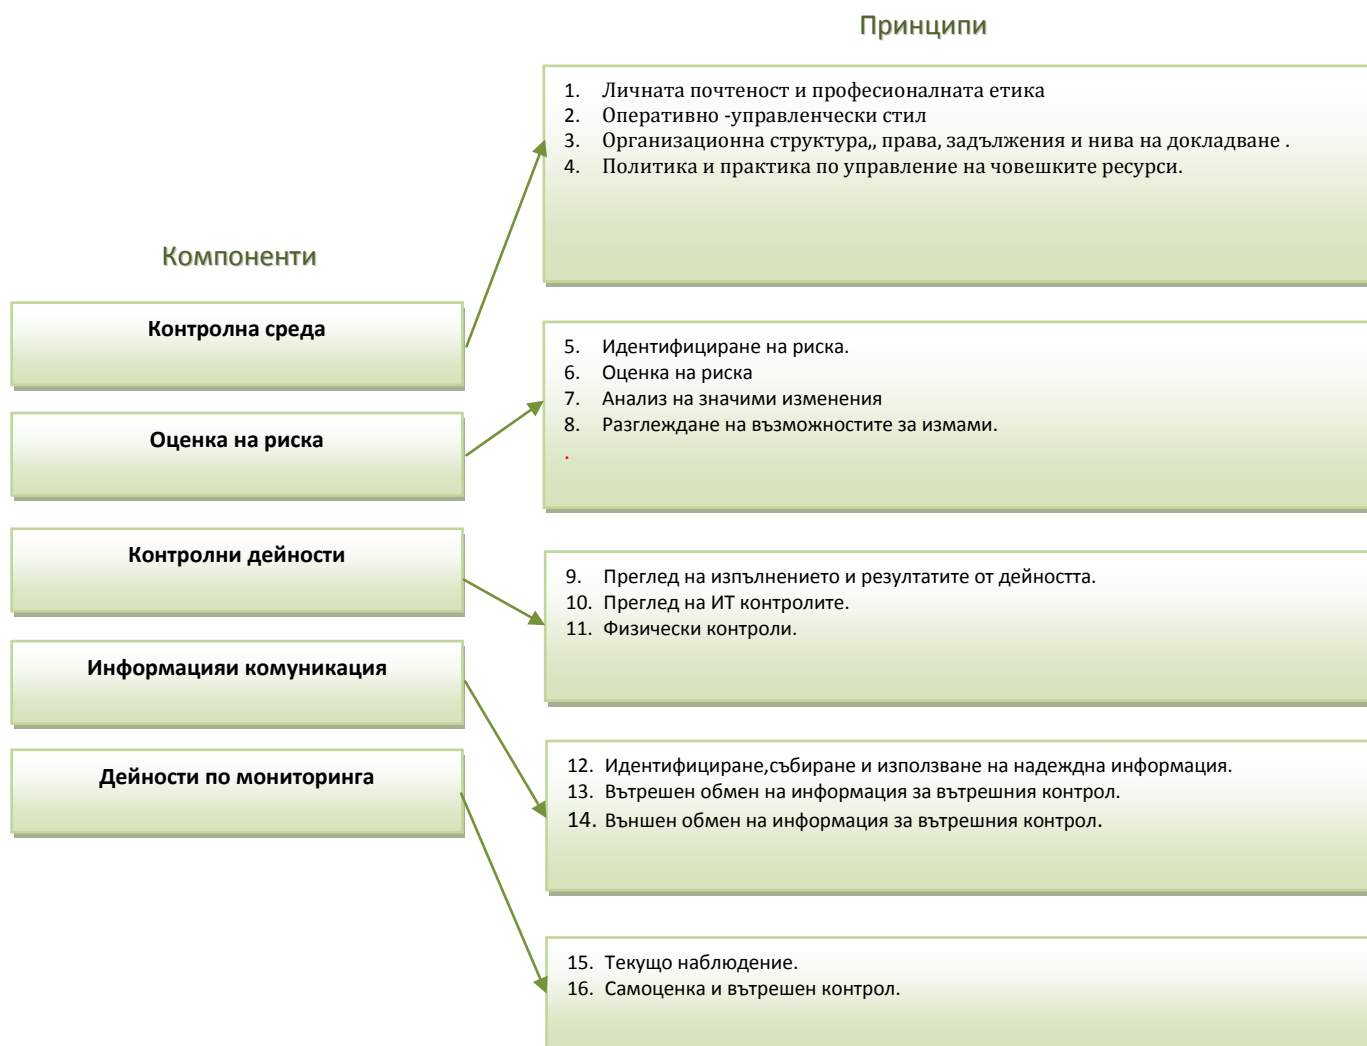 Принципи
1. Личната почтеност и професионалната етика
2. Оперативно -управленчески стил
3. Организационна структура,, права, задължения и нива на докладване .
4. Политика и практика по управление на човешките ресурси.
Компоненти
Контролна среда
Оценка на риска
Контролни дейности
Информацияи комуникация
Дейности по мониторинга
5. Идентифициране на риска.
6. Оценка на риска
7. Анализ на значими изменения
8. Разглеждане на възможностите за измами.
.
9. Преглед на изпълнението и резултатите от дейността.
10. Преглед на ИТ контролите.
11. Физически контроли.
12. Идентифициране,събиране и използване на надеждна информация.
13. Вътрешен обмен на информация за вътрешния контрол.
14. Външен обмен на информация за вътрешния контрол.
15. Текущо наблюдение.
16. Самоценка и вътрешен контрол.